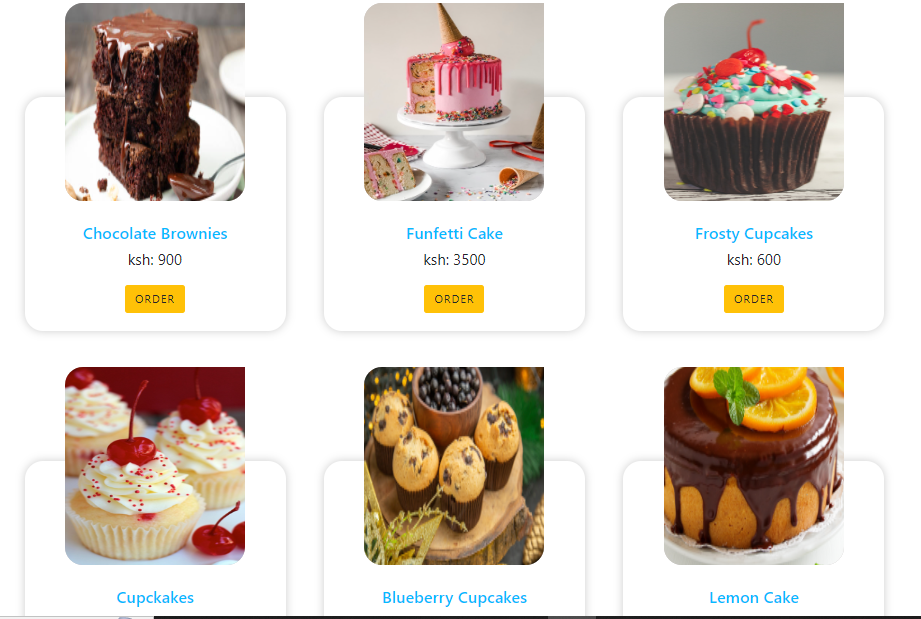 Chocolate Brownies
ksh: 900
ORDER
Funfetti Cake
ksh: 3500
ORDER
Frosty Cupcakes
ksh: 600
ORDER
Cupckakes
Blueberry Cupcakes
Lemon Cake